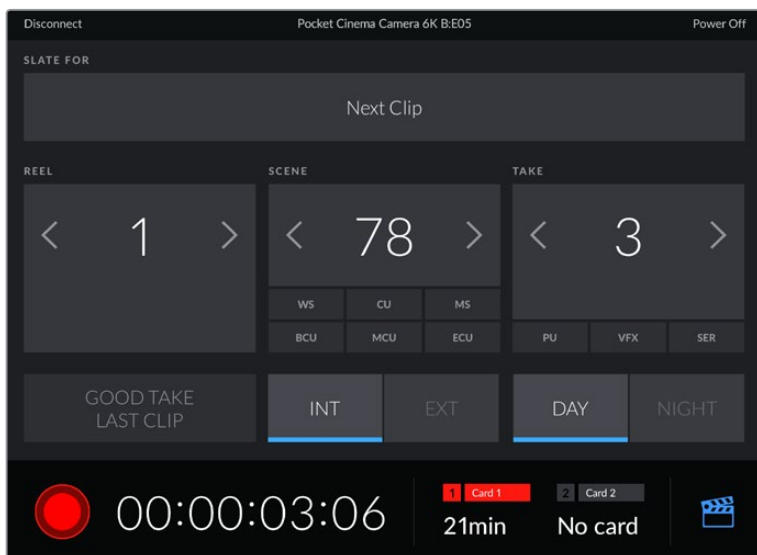 Disconnect Pocket Cinema Camera 6K B:E05 Power Off
SLATE FOR
Next Clip
REEL SCENE TAKE
< 1 > < 78 > < 3 >
WS CU MS
BCU MCU ECU PU VFX SER
GOOD TAKE
LAST CLIP
INT EXT DAY NIGHT
00:00:03:06
1 Card 1 2 Card 2
21min No card